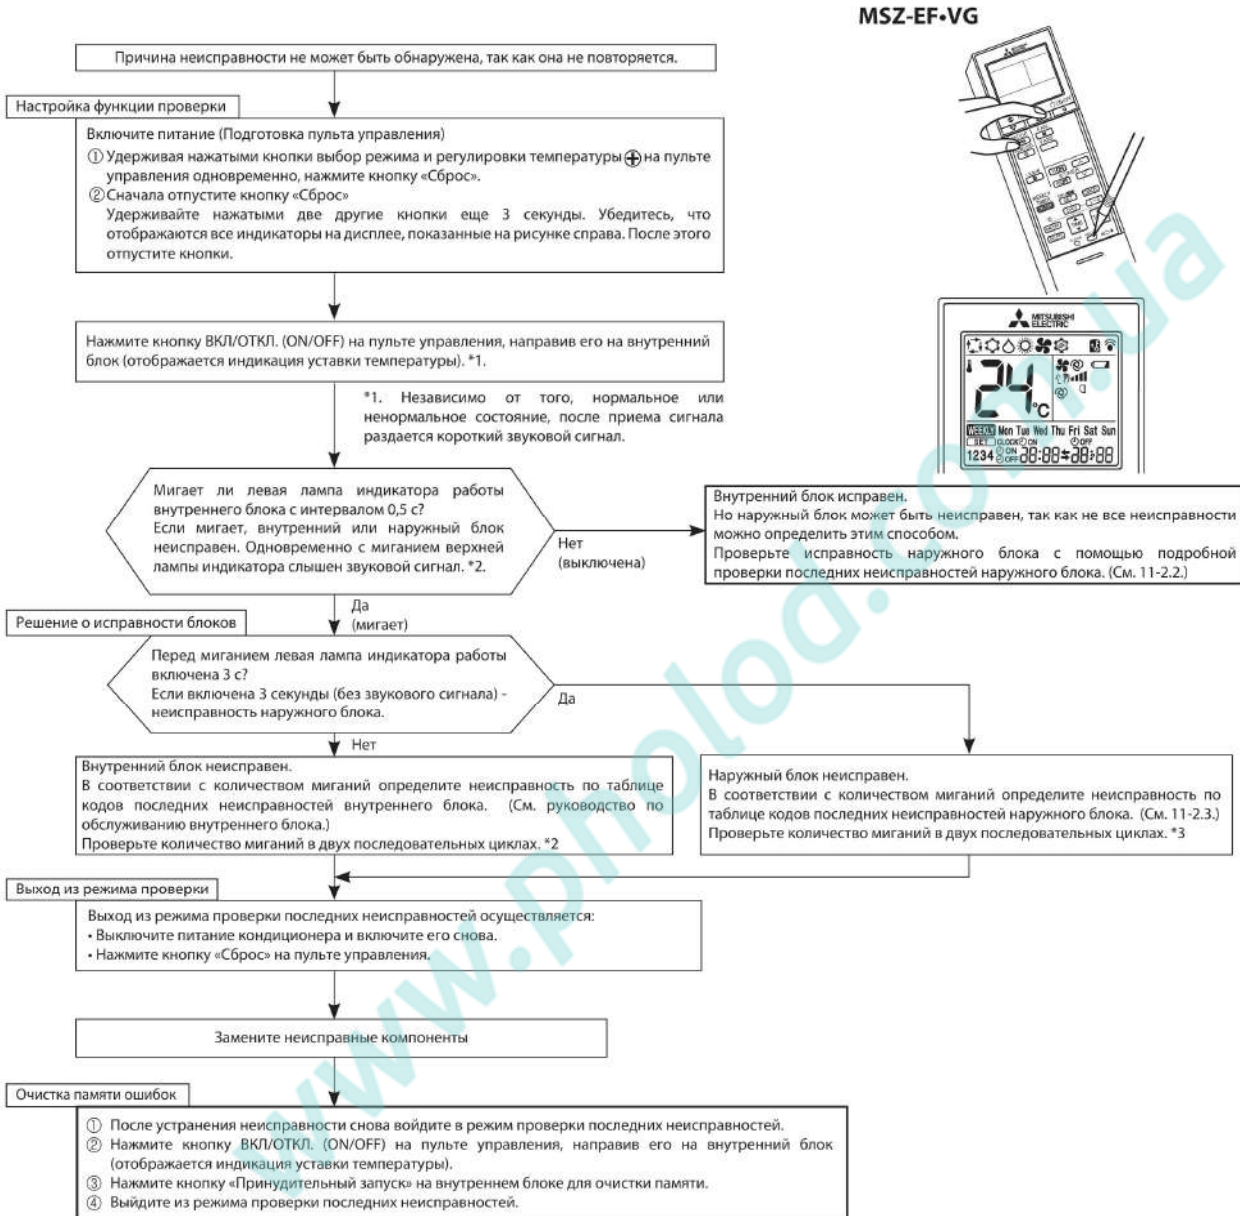 MSZ-EF•VG
Причина неисправности не может быть обнаружена, так как она не повторяется.
Настройка функции проверки
Включите питание (Подготовка пульта управления)
① Удерживая нажатыми кнопки выбор режима и регулировки температуры ⊕ на пульте
управления одновременно, нажмите кнопку «Сброс».
② Сначала отпустите кнопку «Сброс»
Удерживайте нажатыми две другие кнопки еще 3 секунды. Убедитесь, что
отображаются все индикаторы на дисплее, показанные на рисунке справа. После этого
отпустите кнопки.
MITSUBISHI
ELECTRIC
24°C
WEEKLY Mon Tue Wed Thu Fri Sat Sun
SET CLOCK ON OFF
1234 ON OFF 88:88 88:88
Нажмите кнопку ВКЛ/ОТКЛ. (ON/OFF) на пульте управления, направив его на внутренний
блок (отображается индикация уставки температуры). *1.
*1. Независимо от того, нормальное или
ненормальное состояние, после приема сигнала
раздается короткий звуковой сигнал.
Мигает ли левая лампа индикатора работы
внутреннего блока с интервалом 0,5 с?
Если мигает, внутренний или наружный блок
неисправен. Одновременно с миганием верхней
лампы индикатора слышен звуковой сигнал. *2.
Нет
(выключена)
Внутренний блок исправен.
Но наружный блок может быть неисправен, так как не все неисправности
можно определить этим способом.
Проверьте исправность наружного блока с помощью подробной
проверки последних неисправностей наружного блока. (См. 11-2.2.)
Да
(мигает)
Решение о исправности блоков
Перед миганием левая лампа индикатора работы
включена 3 с?
Если включена 3 секунды (без звукового сигнала) -
неисправность наружного блока.
Да
Нет
Внутренний блок неисправен.
В соответствии с количеством миганий определите неисправность по таблице
кодов последних неисправностей внутреннего блока. (См. руководство по
обслуживанию внутреннего блока.)
Проверьте количество миганий в двух последовательных циклах. *2
Наружный блок неисправен.
В соответствии с количеством миганий определите неисправность по
таблице кодов последних неисправностей наружного блока. (См. 11-2.3.)
Проверьте количество миганий в двух последовательных циклах. *3
Выход из режима проверки
Выход из режима проверки последних неисправностей осуществляется:
• Выключите питание кондиционера и включите его снова.
• Нажмите кнопку «Сброс» на пульте управления.
Замените неисправные компоненты
Очистка памяти ошибок
① После устранения неисправности снова войдите в режим проверки последних неисправностей.
② Нажмите кнопку ВКЛ/ОТКЛ. (ON/OFF) на пульте управления, направив его на внутренний блок
(отображается индикация уставки температуры).
③ Нажмите кнопку «Принудительный запуск» на внутреннем блоке для очистки памяти.
④ Выйдите из режима проверки последних неисправностей.
www.pholod.com.ua